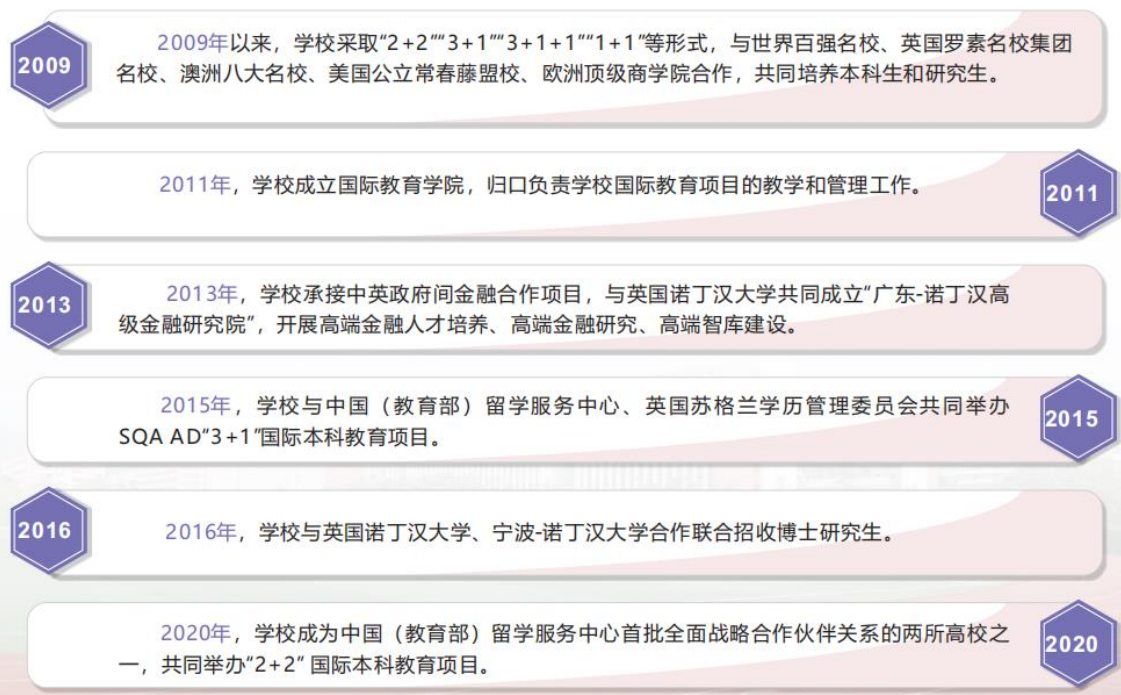 2009
2009年以来，学校采取“2+2”“3+1”“3+1+1”“1+1”等形式，与世界百强名校、英国罗素名校集团
名校、澳洲八大名校、美国公立常春藤盟校、欧洲顶级商学院合作，共同培养本科生和研究生。
2011年，学校成立国际教育学院，归口负责学校国际教育项目的教学和管理工作。
2011
2013
2013年，学校承接中英政府间金融合作项目，与英国诺丁汉大学共同成立“广东-诺丁汉高
级金融研究院”，开展高端金融人才培养、高端金融研究、高端智库建设。
2015年，学校与中国（教育部）留学服务中心、英国苏格兰学历管理委员会共同举办
SQA AD“3+1”国际本科教育项目。
2015
2016
2016年，学校与英国诺丁汉大学、宁波-诺丁汉大学合作联合招收博士研究生。
2020年，学校成为中国（教育部）留学服务中心首批全面战略合作伙伴关系的两所高校之
一，共同举办“2+2” 国际本科教育项目。
2020